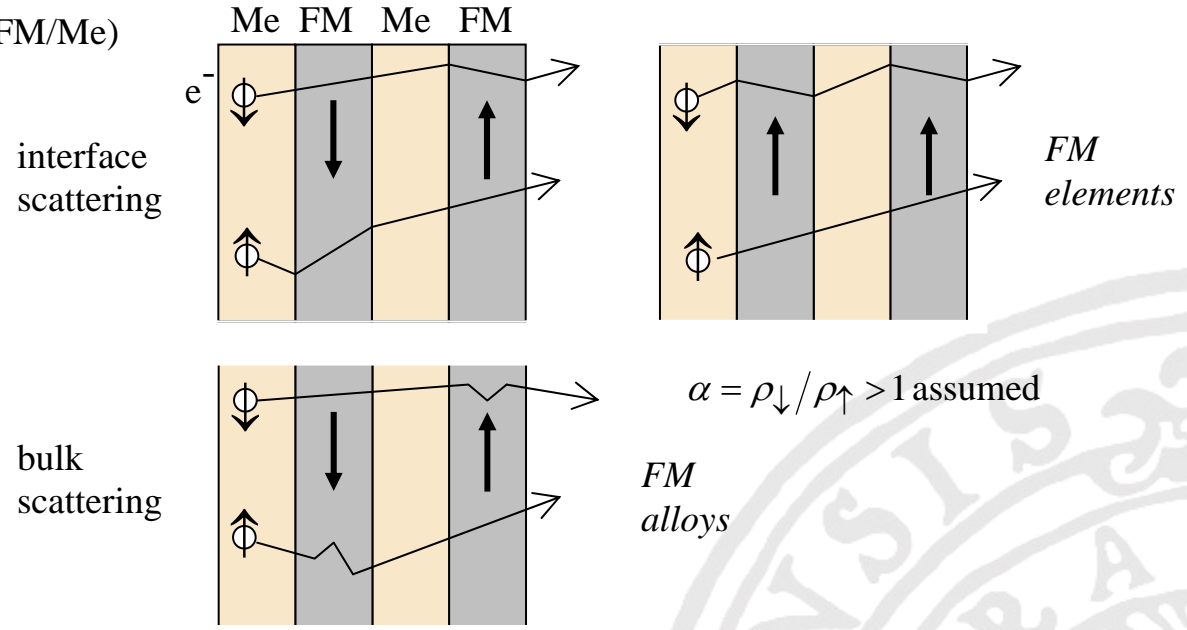 FM/Me)
Me FM Me FM
e-
interface
scattering
FM
elements
α = ρ↓/ρ↑ >1 assumed
bulk
scattering
FM
alloys